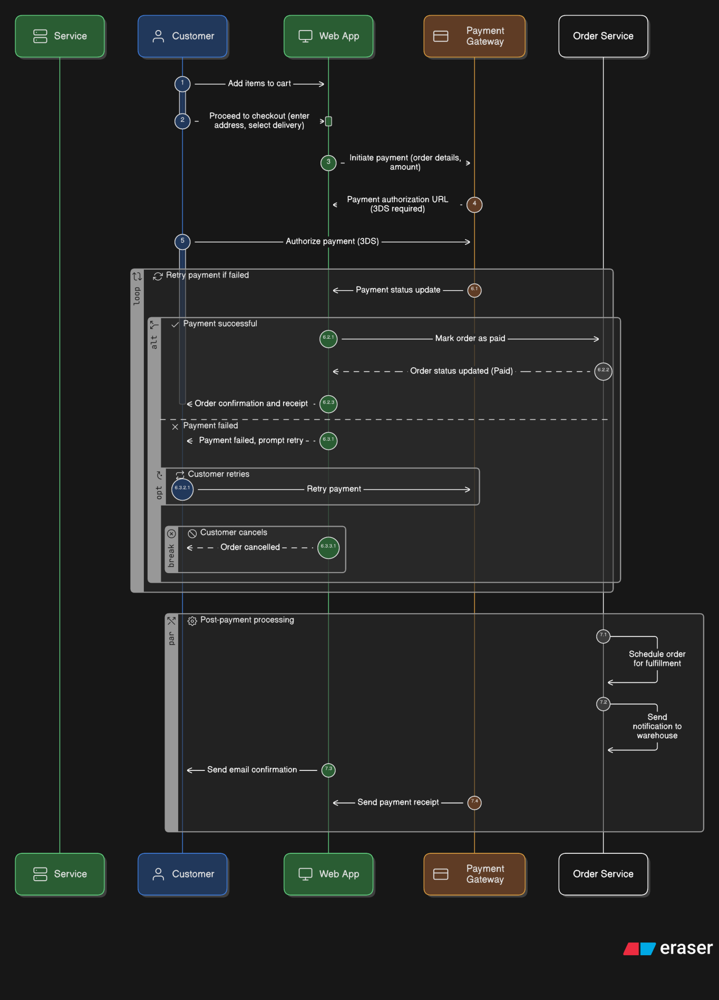 Service
Customer
Web App
Payment
Gateway
Order Service
1
Add items to cart
2
Proceed to checkout (enter
address, select delivery)
3
Initiate payment (order details,
amount)
Payment authorization URL
(3DS required)
4
5
Authorize payment (3DS)
loop
Retry payment if failed
Payment status update
6.1
alt
Payment successful
6.2.1
Mark order as paid
Order status updated (Paid)
6.2.2
Order confirmation and receipt
6.2.3
Payment failed
Payment failed, prompt retry
6.3.1
opt
Customer retries
6.3.2.1
Retry payment
break
Customer cancels
Order cancelled
6.3.3.1
par
Post-payment processing
7.1
Schedule order
for fulfillment
7.2
Send
notification to
warehouse
Send email confirmation
7.3
Send payment receipt
7.4
Service
Customer
Web App
Payment
Gateway
Order Service
eraser